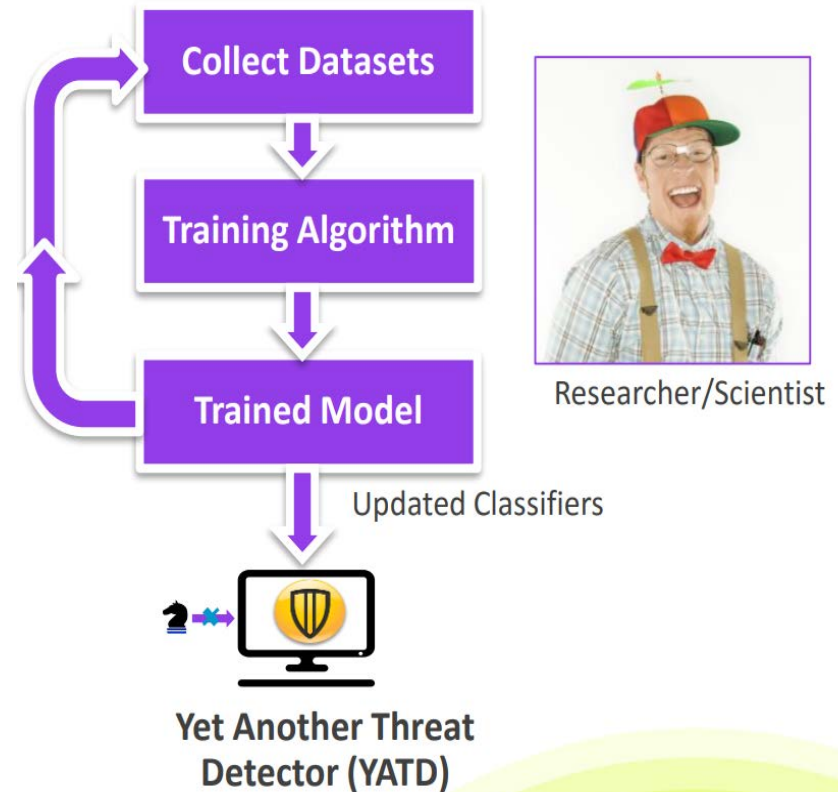 Collect Datasets
Training Algorithm
Trained Model
Researcher/Scientist
Updated Classifiers
Yet Another Threat
Detector (YATD)